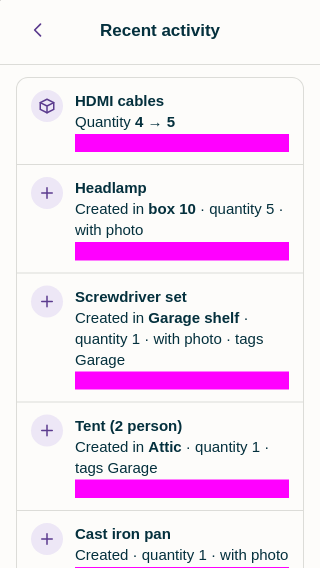 Recent activity
HDMI cables
Quantity 4 → 5
Headlamp
Created in box 10 · quantity 5 ·
with photo
Screwdriver set
Created in Garage shelf ·
quantity 1 · with photo · tags
Garage
Tent (2 person)
Created in Attic · quantity 1 ·
tags Garage
Cast iron pan
Created · quantity 1 · with photo